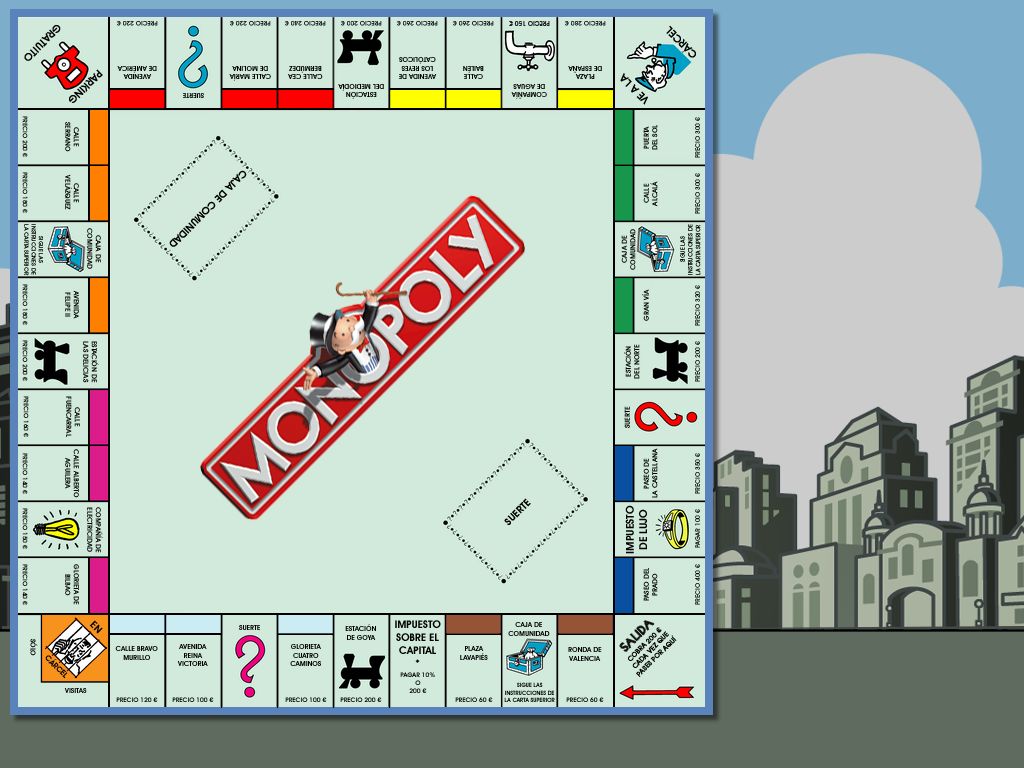 PARKING
GRATUITO
AVENIDA
DE AMERICA
PRECIO 220 €
SUERTE
CALLE MARÍA
DE MOLINA
PRECIO 220 €
CALLE CEA
BERMUDEZ
PRECIO 240 €
ESTACIÓN
DEL MEDIODIA
PRECIO 200 €
AVENIDA DE
LOS REYES
CATOLICOS
PRECIO 260 €
CALLE
BAILÉN
PRECIO 260 €
COMPAÑIA
DE AGUAS
PRECIO 150 €
PLAZA
DE ESPAÑA
PRECIO 280 €
VE A LA
CARCEL
CALLE
SERRANO
PRECIO 200 €
CALLE
VELÁZQUEZ
PRECIO 180 €
CAJA DE
COMUNIDAD
SIGUE LAS
INSTRUCCIONES DE
LA CARTA SUPERIOR
AVENIDA
FELIPE II
PRECIO 180 €
ESTACIÓN DE
LAS DELICIAS
PRECIO 200 €
CALLE
FUENCARRAL
PRECIO 160 €
CALLE ALBERTO
AGUILERA
PRECIO 140 €
COMPAÑIA DE
ELECTRICIDAD
PRECIO 150 €
GLORIETA DE
BILBAO
PRECIO 140 €
CAJA DE COMUNIDAD
MONOPOLY
SUERTE
PUERTA
DEL SOL
PRECIO 300 €
CALLE
ALCALÁ
PRECIO 300 €
CAJA DE
COMUNIDAD
SIGUE LAS
INSTRUCCIONES DE
LA CARTA SUPERIOR
GRAN VÍA
PRECIO 320 €
ESTACIÓN
DEL NORTE
PRECIO 200 €
SUERTE
PASEO DE
LA CASTELLANA
PRECIO 350 €
IMPUESTO
DE LUJO
PAGAR 100 €
PASEO DEL
PRADO
PRECIO 400 €
EN
CARCEL
SÓLO
VISITAS
CALLE BRAVO
MURILLO
PRECIO 120 €
AVENIDA
REINA
VICTORIA
PRECIO 100 €
SUERTE
GLORIETA
CUATRO
CAMINOS
PRECIO 100 €
ESTACIÓN
DE GOYA
PRECIO 200 €
IMPUESTO
SOBRE EL
CAPITAL
PAGAR 10%
O
200 €
PLAZA
LAVAPIÉS
PRECIO 60 €
CAJA DE
COMUNIDAD
SIGUE LAS
INSTRUCCIONES DE
LA CARTA SUPERIOR
RONDA DE
VALENCIA
PRECIO 60 €
SALIDA
COBRA 200 €
CADA VEZ QUE
PASES POR AQUÍ